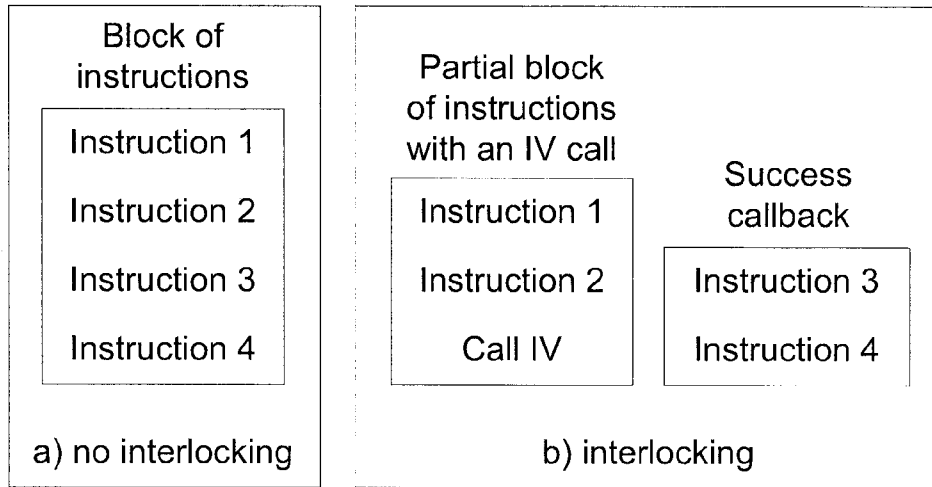 Block of
instructions
Instruction 1
Instruction 2
Instruction 3
Instruction 4
a) no interlocking
Partial block
of instructions
with an IV call
Instruction 1
Instruction 2
Call IV
Success
callback
Instruction 3
Instruction 4
b) interlocking